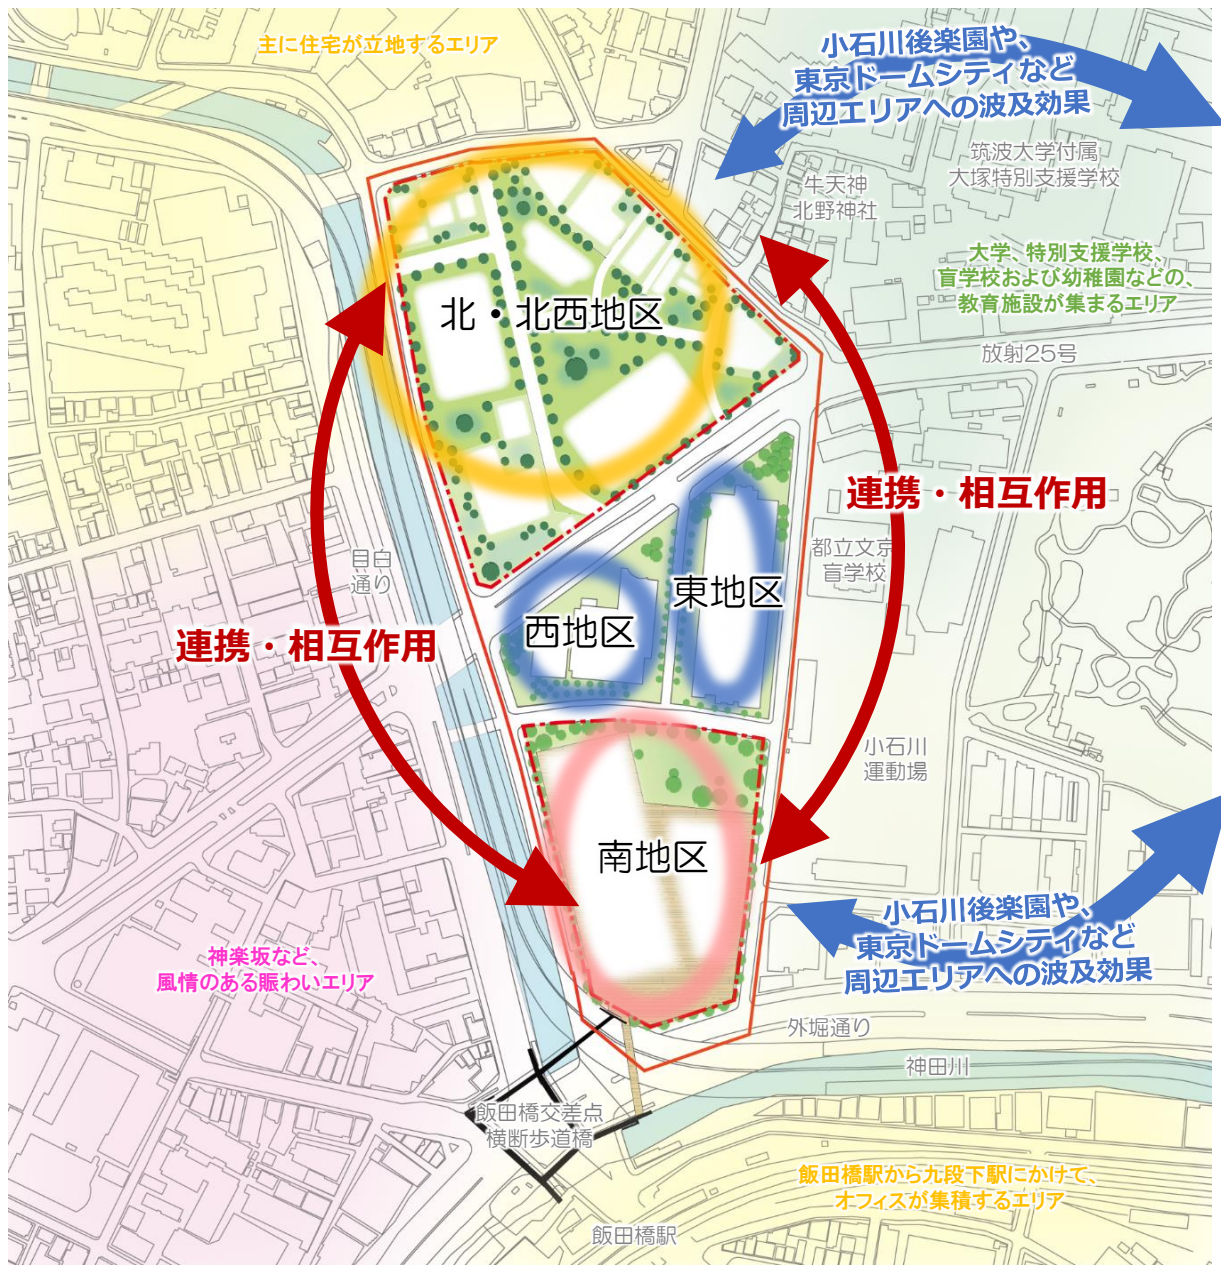 主に住宅が立地するエリア
小石川後楽園や、
東京ドームシティなど
周辺エリアへの波及効果
筑波大学付属
大塚特別支援学校
牛天神
北野神社
大学、特別支援学校、
盲学校および幼稚園などの、
教育施設が集まるエリア
北・北西地区
放射25号
連携・相互作用
目白
通り
都立文京
盲学校
東地区
西地区
連携・相互作用
小石川
運動場
南地区
小石川後楽園や、
東京ドームシティなど
周辺エリアへの波及効果
神楽坂など、
風情のある賑わいエリア
外堀通り
神田川
飯田橋交差点
横断歩道橋
飯田橋駅から九段下駅にかけて、
オフィスが集積するエリア
飯田橋駅